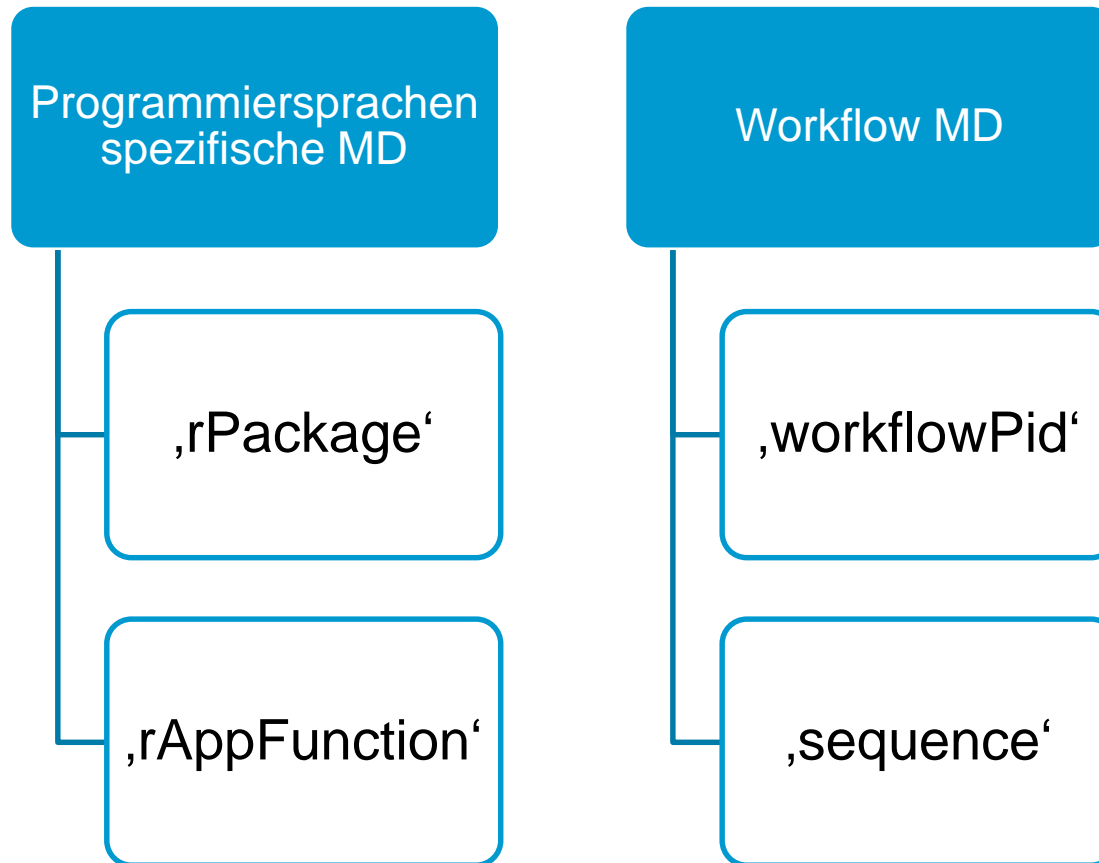 Programmiersprachen
spezifische MD
‚rPackage‘
‚rAppFunction‘
Workflow MD
‚workflowPid‘
‚sequence‘